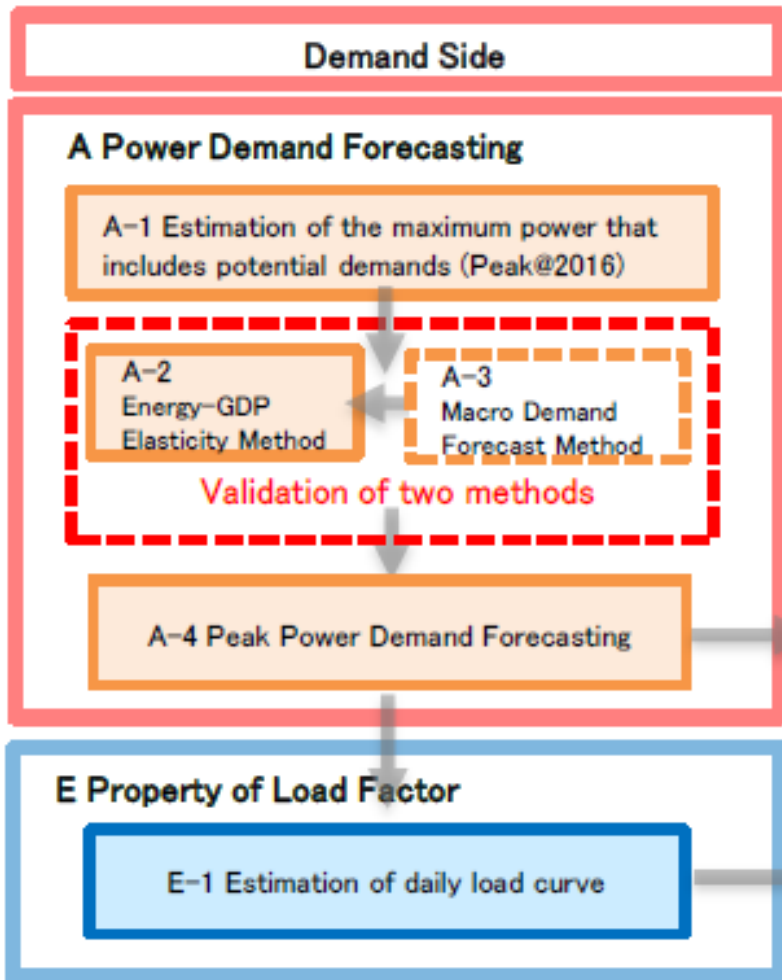 Demand Side
A Power Demand Forecasting
A-1 Estimation of the maximum power that
includes potential demands (Peak@2016)
A-2
Energy-GDP
Elasticity Method
A-3
Macro Demand
Forecast Method
Validation of two methods
A-4 Peak Power Demand Forecasting
E Property of Load Factor
E-1 Estimation of daily load curve